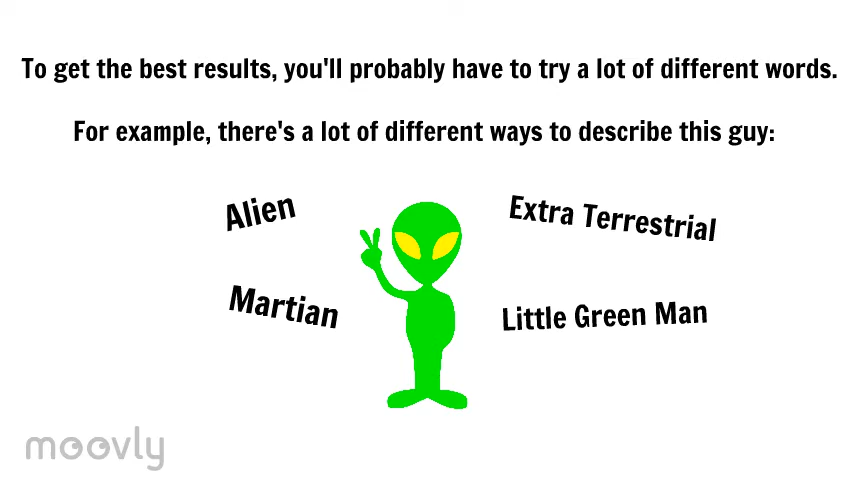 To get the best results, you'll probably have to try a lot of different words.
For example, there's a lot of different ways to describe this guy:
Alien
Extra Terrestrial
Martian
Little Green Man
moovly